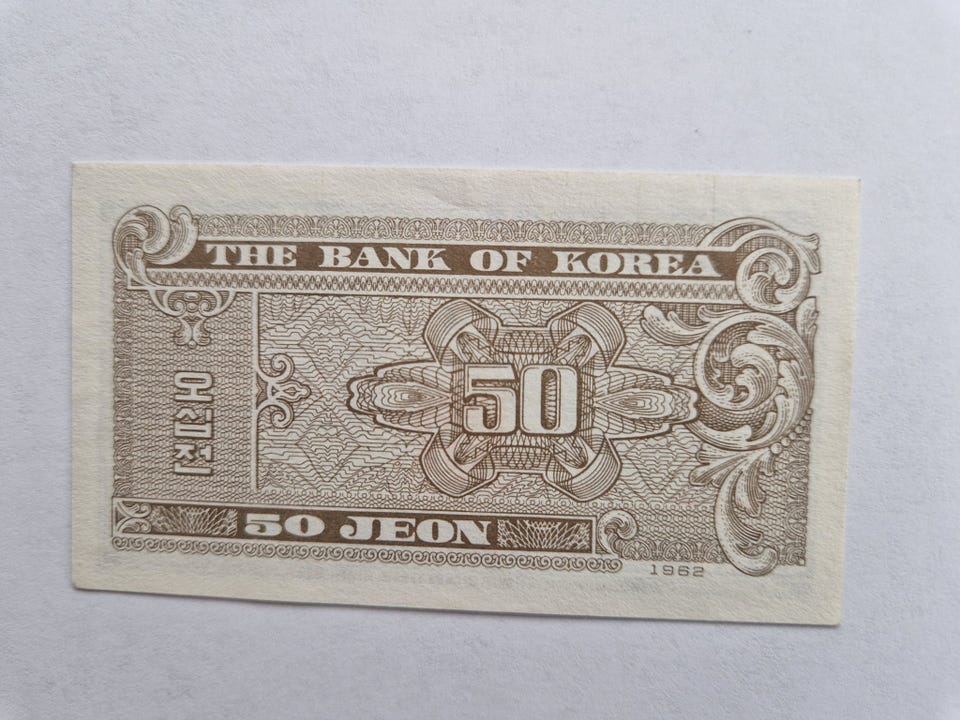 THE BANK OF KOREA
오십전
50
50 JEON
1962